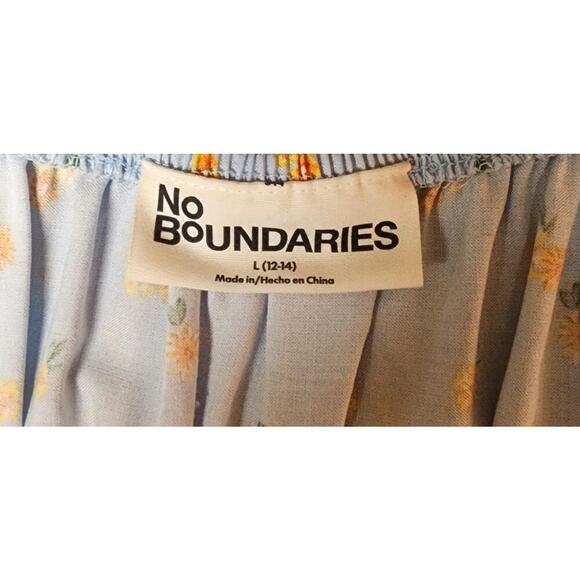 No
BoUNDARIES
L (12-14)
Made in/Hecho en China